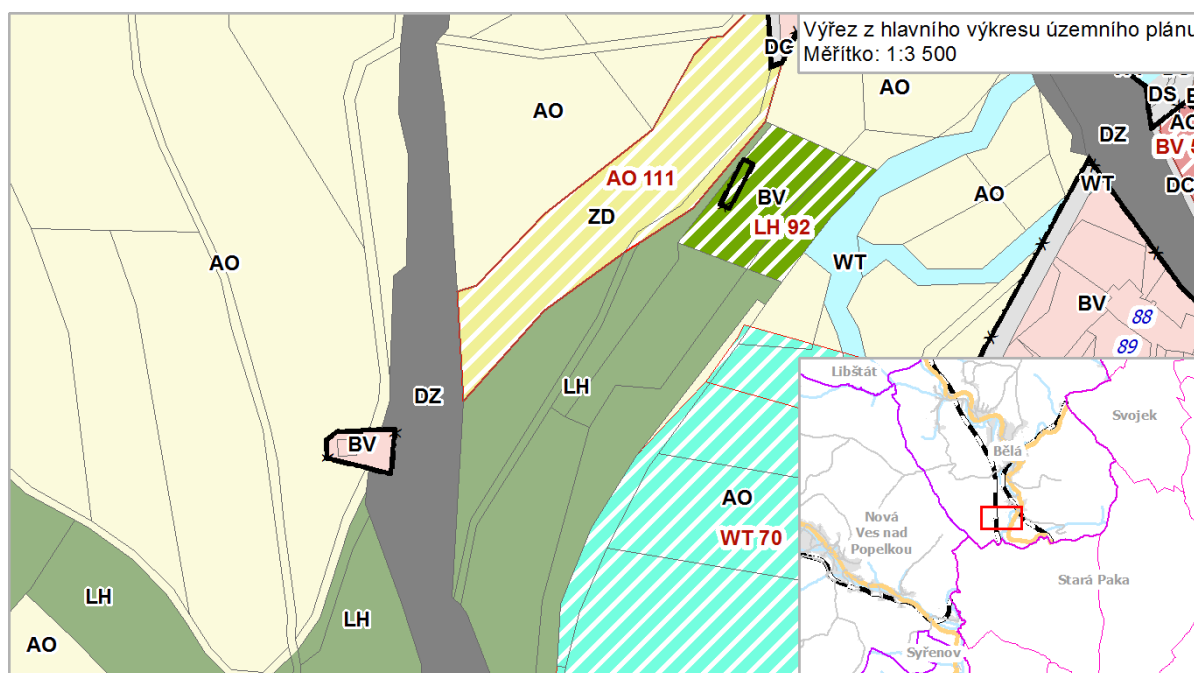 Výřez z hlavního výkresu územního plánu
Měřítko: 1:3 500
DC
AO
DS
AO
DZ
BV
AO
AO 111
WT
DC
BV
AO
ZD
LH 92
AO
WT
BV
88
89
LH
DZ
BV
AO
WT 70
LH
LH
AO
Libštát
Svojek
Bělá
Nová
Ves nad
Popelkou
Stará Paka
Syřenov